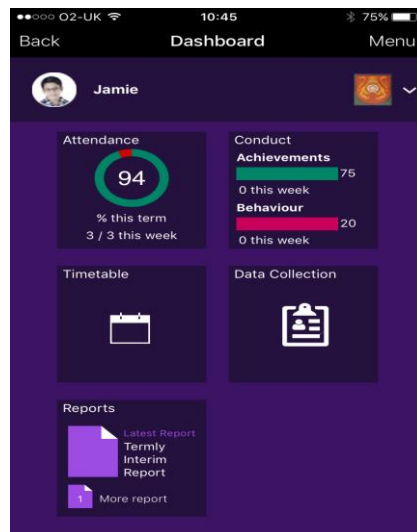 O2-UK 10:45 75%
Back Dashboard Menu
Jamie
Attendance
94
% this term
3 / 3 this week
Conduct
Achievements
75
0 this week
Behaviour
20
0 this week
Timetable
Data Collection
Reports
Latest Report
Termly
Interim
Report
1 More report